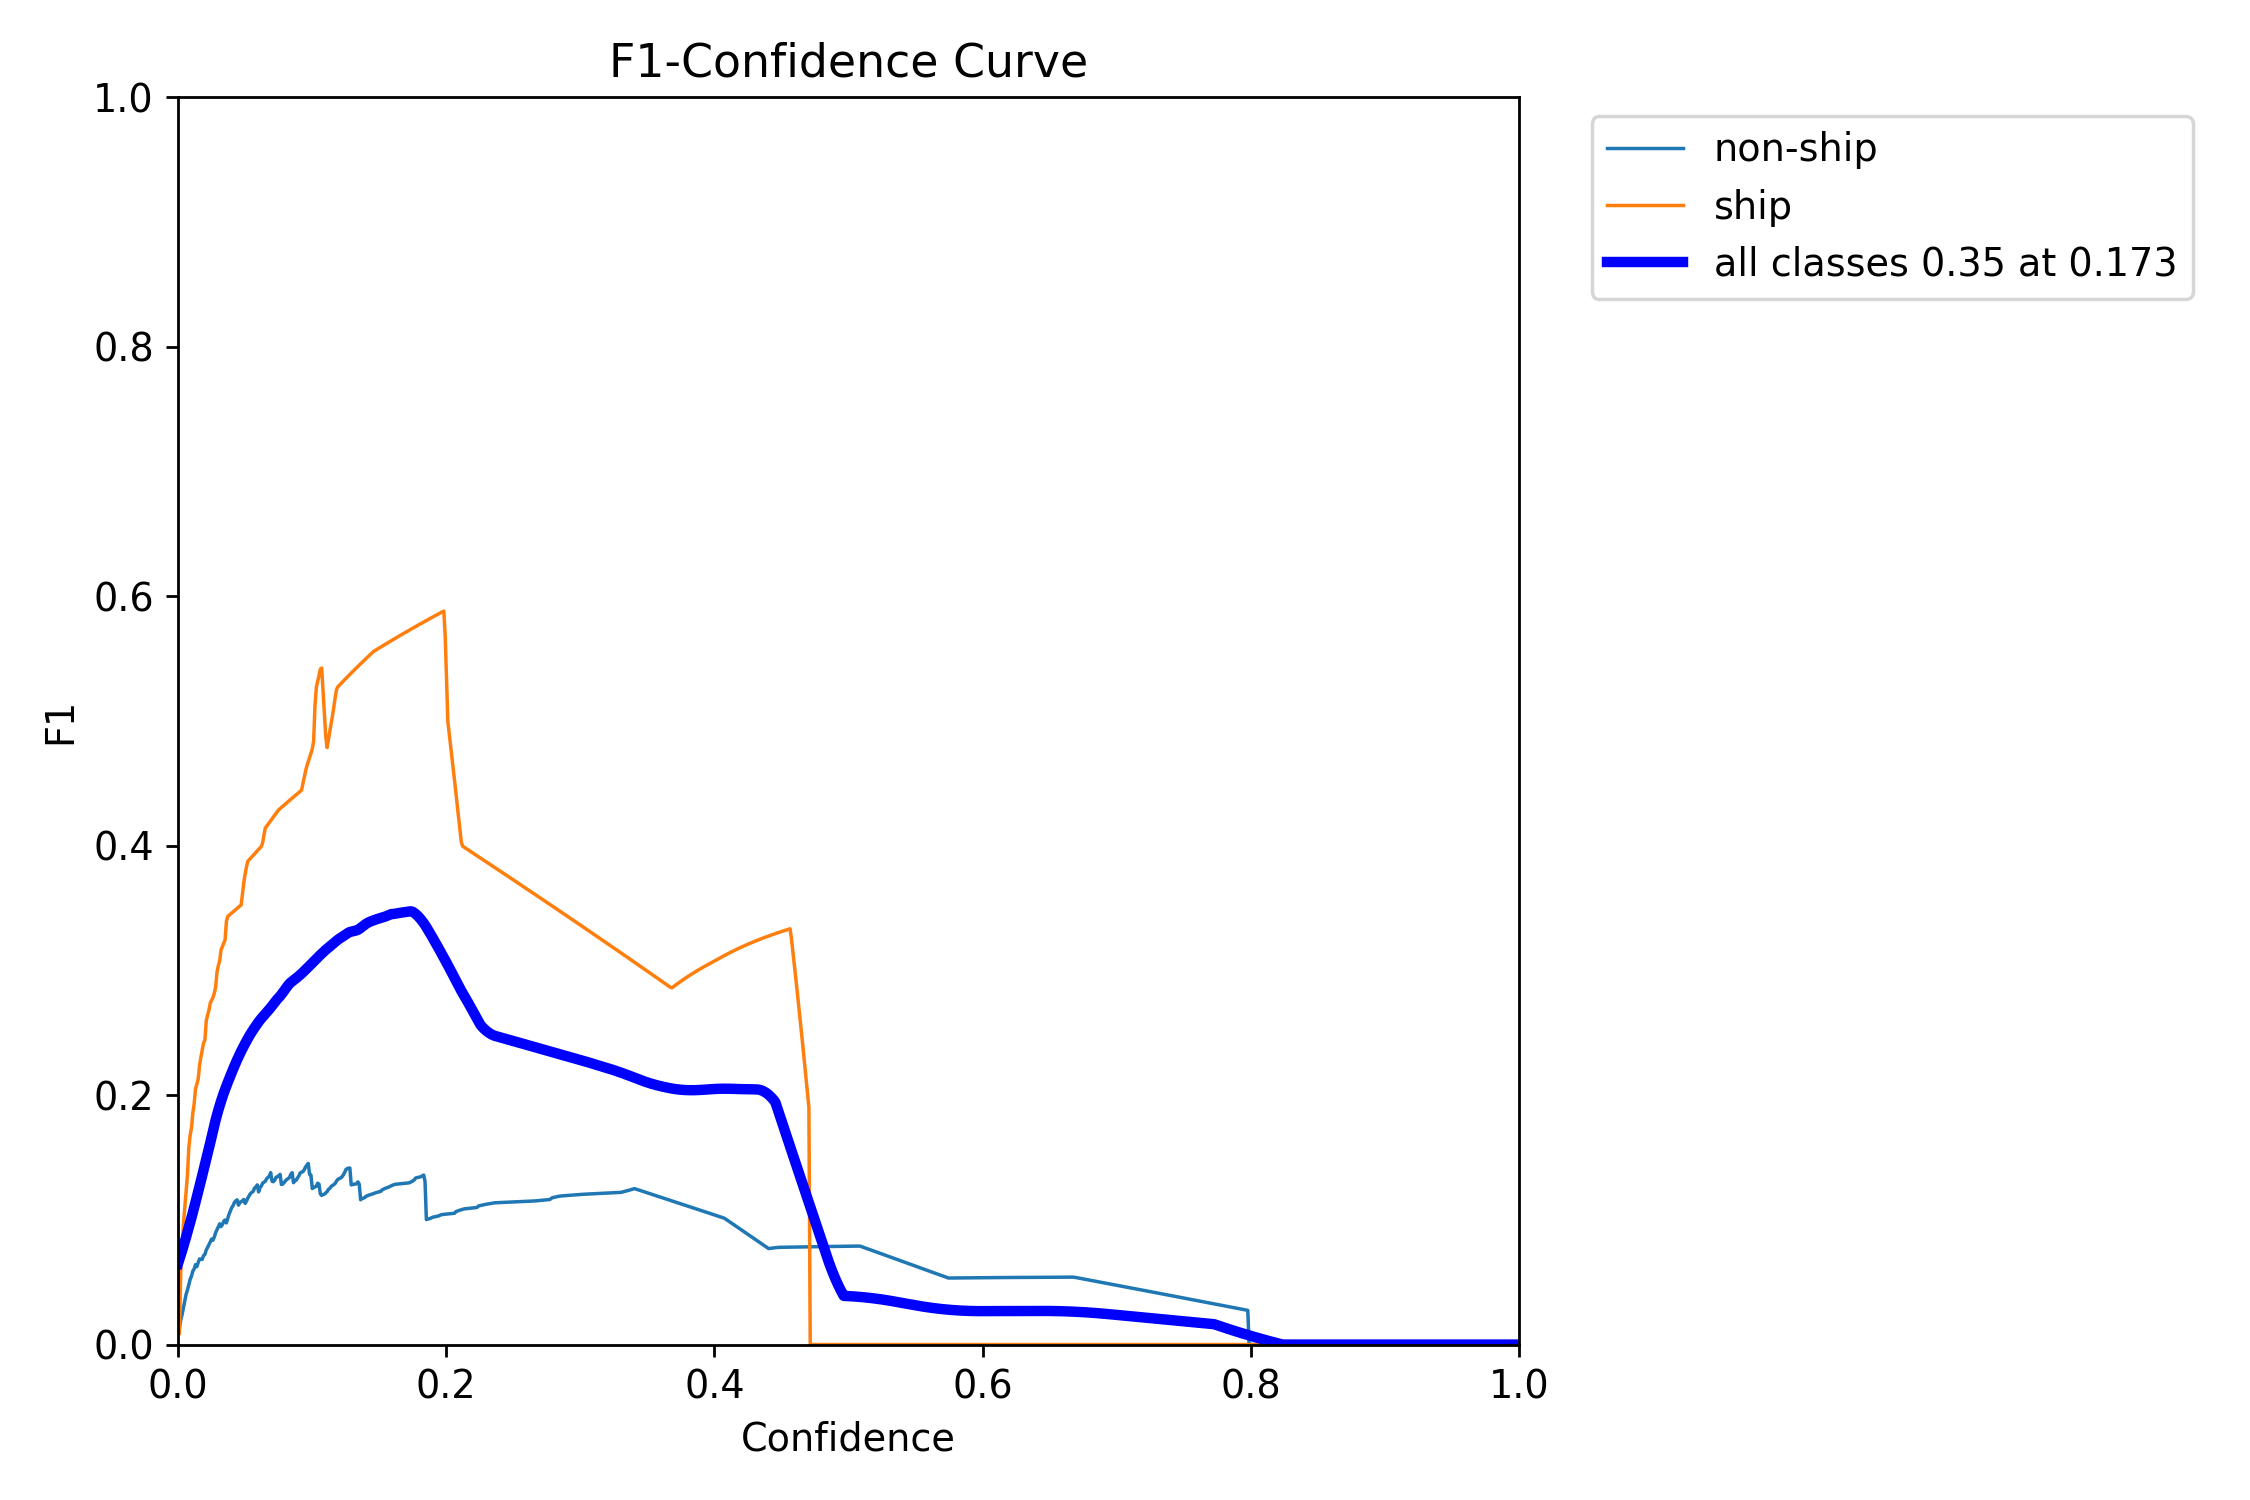 F1-Confidence Curve
1.0
0.8
0.6
0.4
0.2
0.0
F1
0.0 0.2 0.4 0.6 0.8 1.0
Confidence
non-ship
ship
all classes 0.35 at 0.173